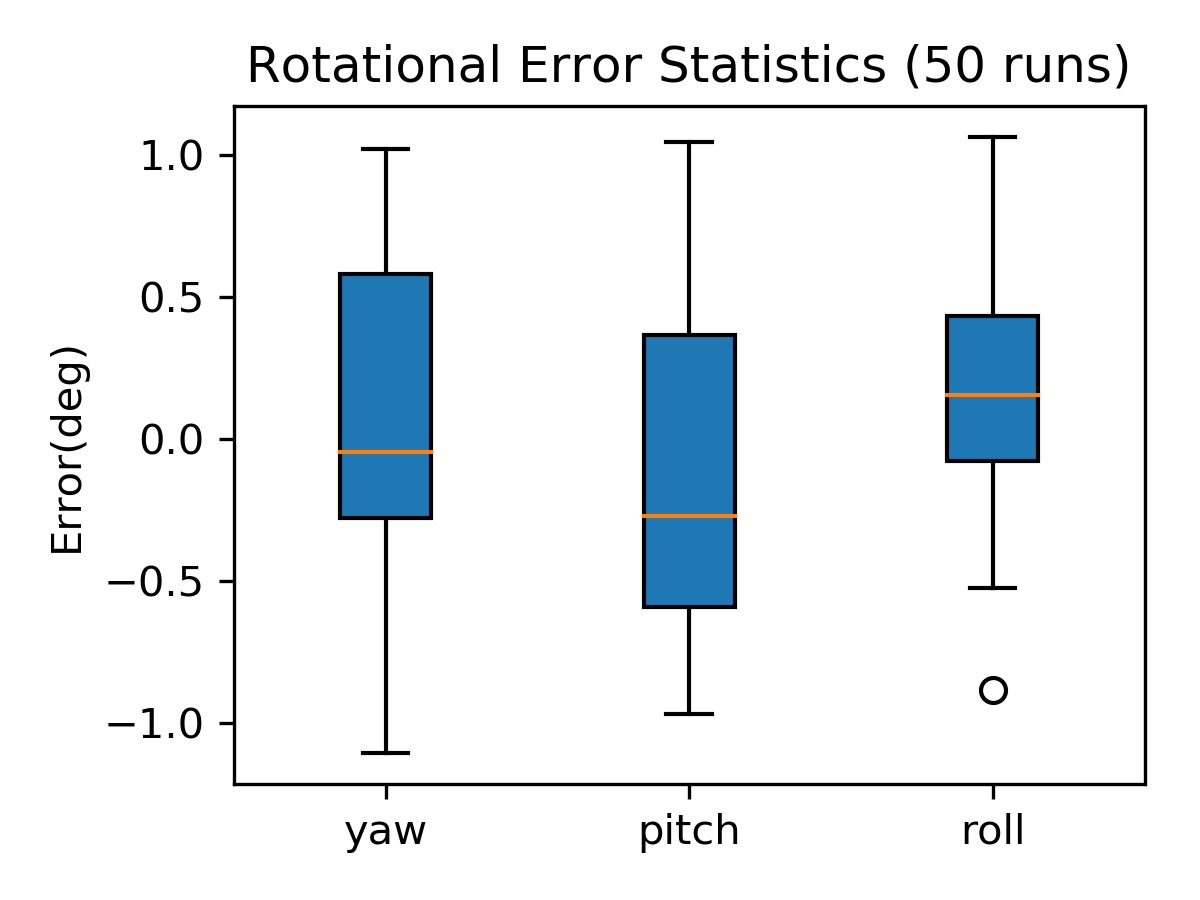 Rotational Error Statistics (50 runs)
1.0
0.5
0.0
−0.5
−1.0
Error(deg)
yaw
pitch
roll